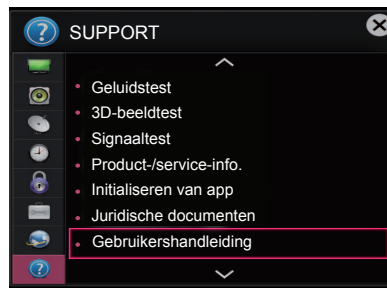 SUPPORT
Geluidstest
3D-beeldtest
Signaaltest
Product-/service-info.
Initialiseren van app
Juridische documenten
Gebruikershandleiding